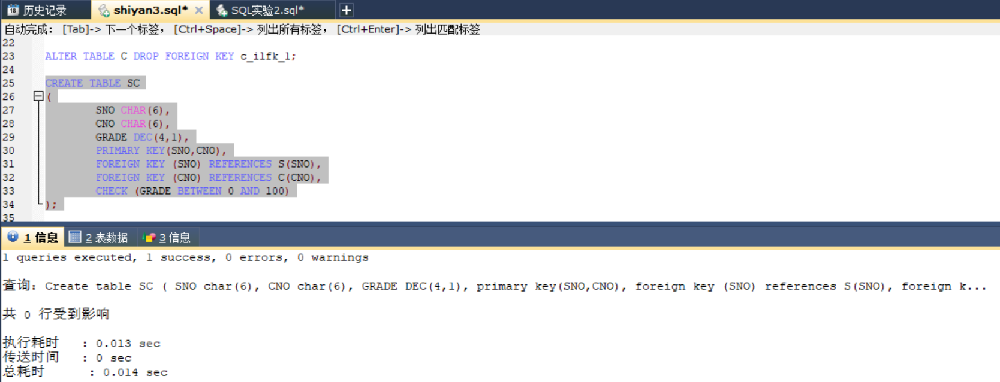 18 历史记录 shiyan3.sql* SQL实验2.sql*
自动完成： [Tab]-> 下一个标签， [Ctrl+Space]-> 列出所有标签， [Ctrl+Enter]-> 列出匹配标签
22
23 ALTER TABLE C DROP FOREIGN KEY c_ilfk_1;
24
25 CREATE TABLE SC
26 (
27 SNO CHAR(6),
28 CNO CHAR(6),
29 GRADE DEC(4,1),
30 PRIMARY KEY(SNO,CNO),
31 FOREIGN KEY (SNO) REFERENCES S(SNO),
32 FOREIGN KEY (CNO) REFERENCES C(CNO),
33 CHECK (GRADE BETWEEN 0 AND 100)
34 );
35
1 信息 2 表数据 3 信息
1 queries executed, 1 success, 0 errors, 0 warnings
查询：Create table SC ( SNO char(6), CNO char(6), GRADE DEC(4,1), primary key(SNO,CNO), foreign key (SNO) references S(SNO), foreign k...
共 0 行受到影响
执行耗时 : 0.013 sec
传送时间 : 0 sec
总耗时 : 0.014 sec